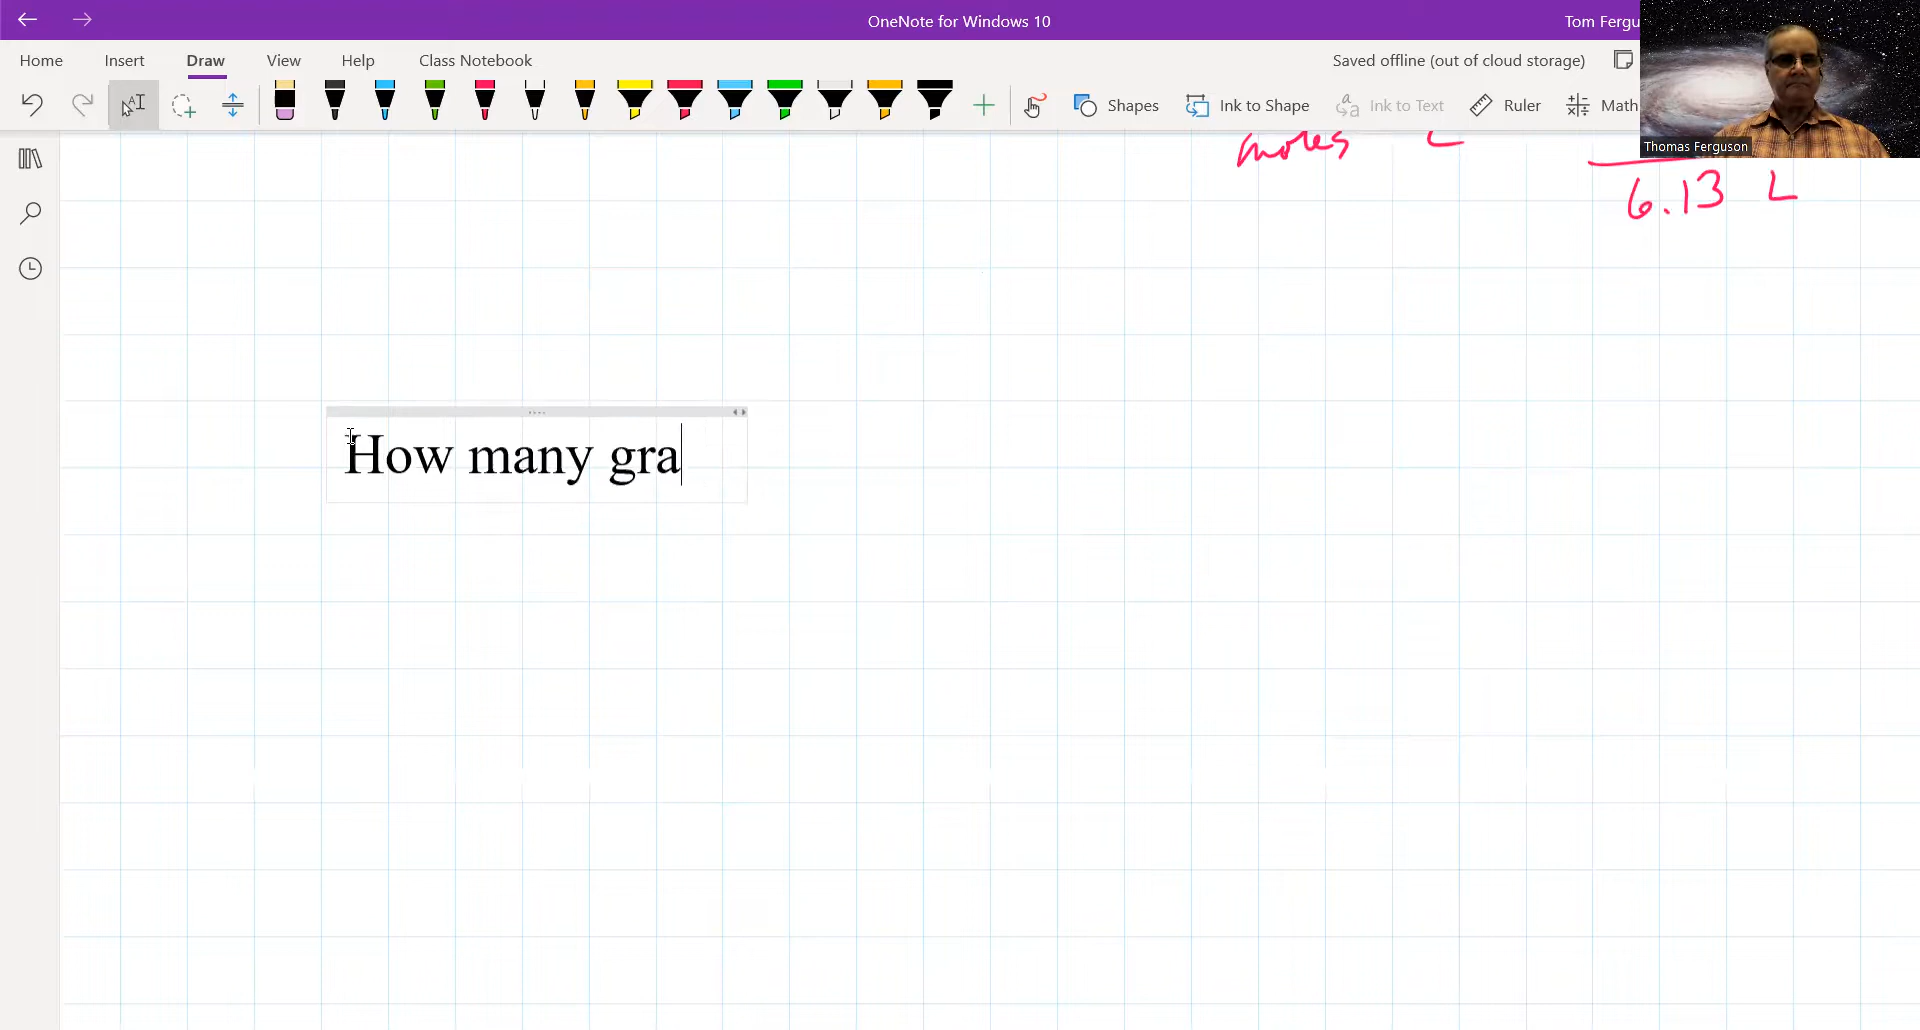 OneNote for Windows 10
Tom Fergu
Home
Insert
Draw
View
Help
Class Notebook
Saved offline (out of cloud storage)
Shapes
Ink to Shape
Ink to Text
Ruler
Math
Thomas Ferguson
moles L
6.13 L
How many gra